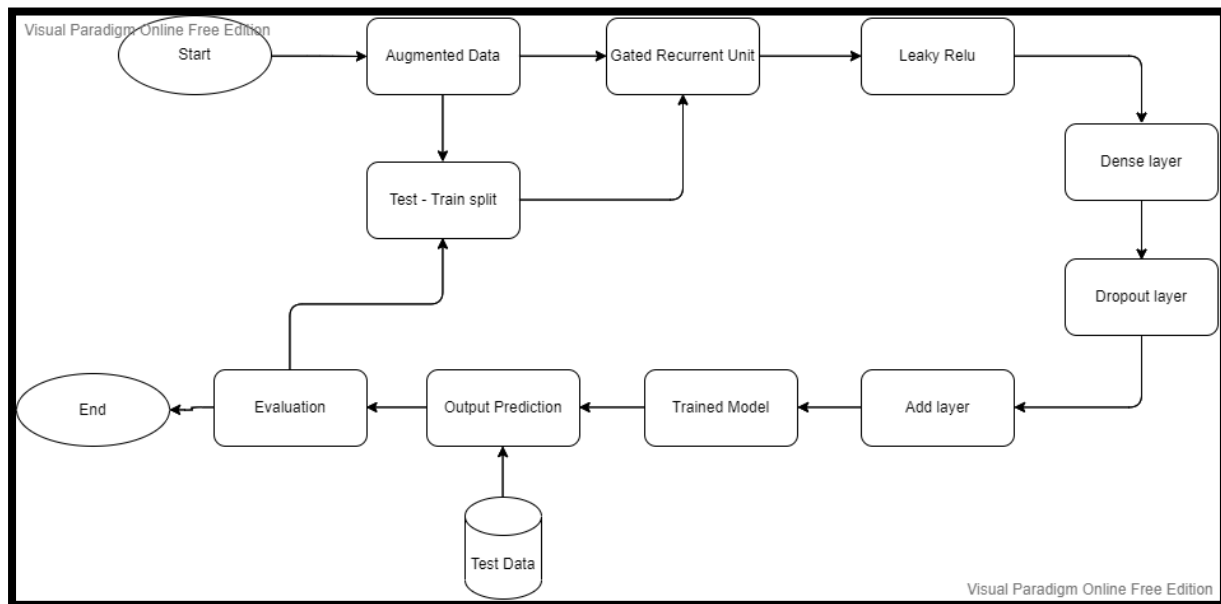 Visual Paradigm Online Free Edition
Start
Augmented Data
Gated Recurrent Unit
Leaky Relu
Dense layer
Test - Train split
Dropout layer
End
Evaluation
Output Prediction
Trained Model
Add layer
Test Data
Visual Paradigm Online Free Edition